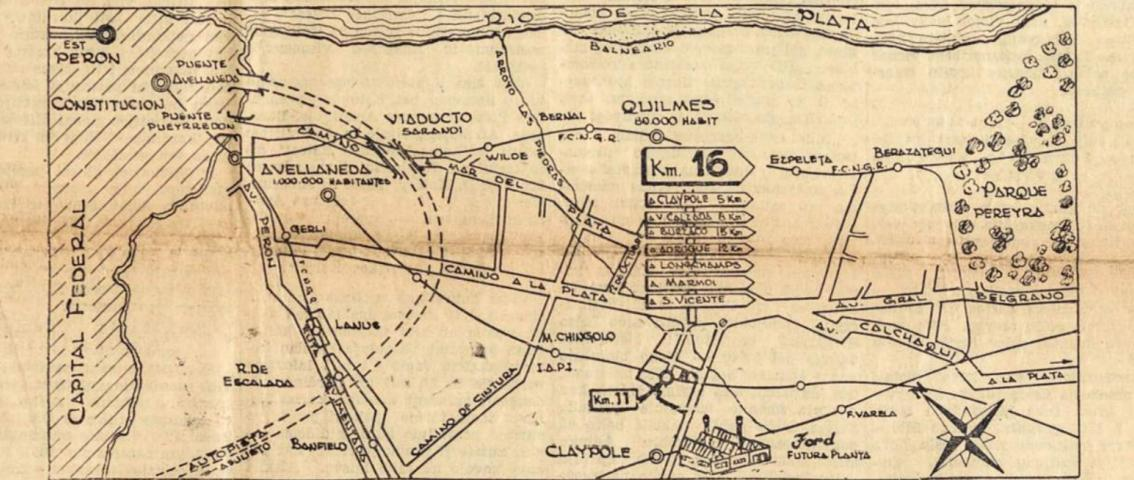 RIO DE LA PLATA
BALNEARIO
EST
PERON
PUENTE
AVELLANEDA
CONSTITUCION
PUENTE
PUEYRREDON
CAMINO
VIADUCTO
SARANDI
ARROYO LAS PIEDRAS
BERNAL
F.C.N.G.R.
QUILMES
80.000 HABIT
WILDE
MAR DEL PLATA
Km. 16
EZPELETA
F.C.N.G.R.
BERAZATEGUI
PARQUE
PEREYRA
AVELLANEDA
1.000.000 HABITANTES
A CLAYPOLE 5 Km
A V. CALZADA 8 Km
A BURZACO 15 Km
A ADROGUE 12 Km
A LONGCHAMPS
A MARMOL
A S. VICENTE
AV. PERON
GERLI
F.C.N.G.R.
CAPITAL FEDERAL
CAMINO A LA PLATA
AV. GRAL BELGRANO
AV. CALCHAQUI
A LA PLATA
LANUS
M. CHINGOLO
I.A.P.I.
R. DE
ESCALADA
CAMINO DE CINTURA
Km. 11
F. VARELA
BANFIELD
AUTOPISTA
CLAYPOLE
Ford
FUTURA PLANTA
N